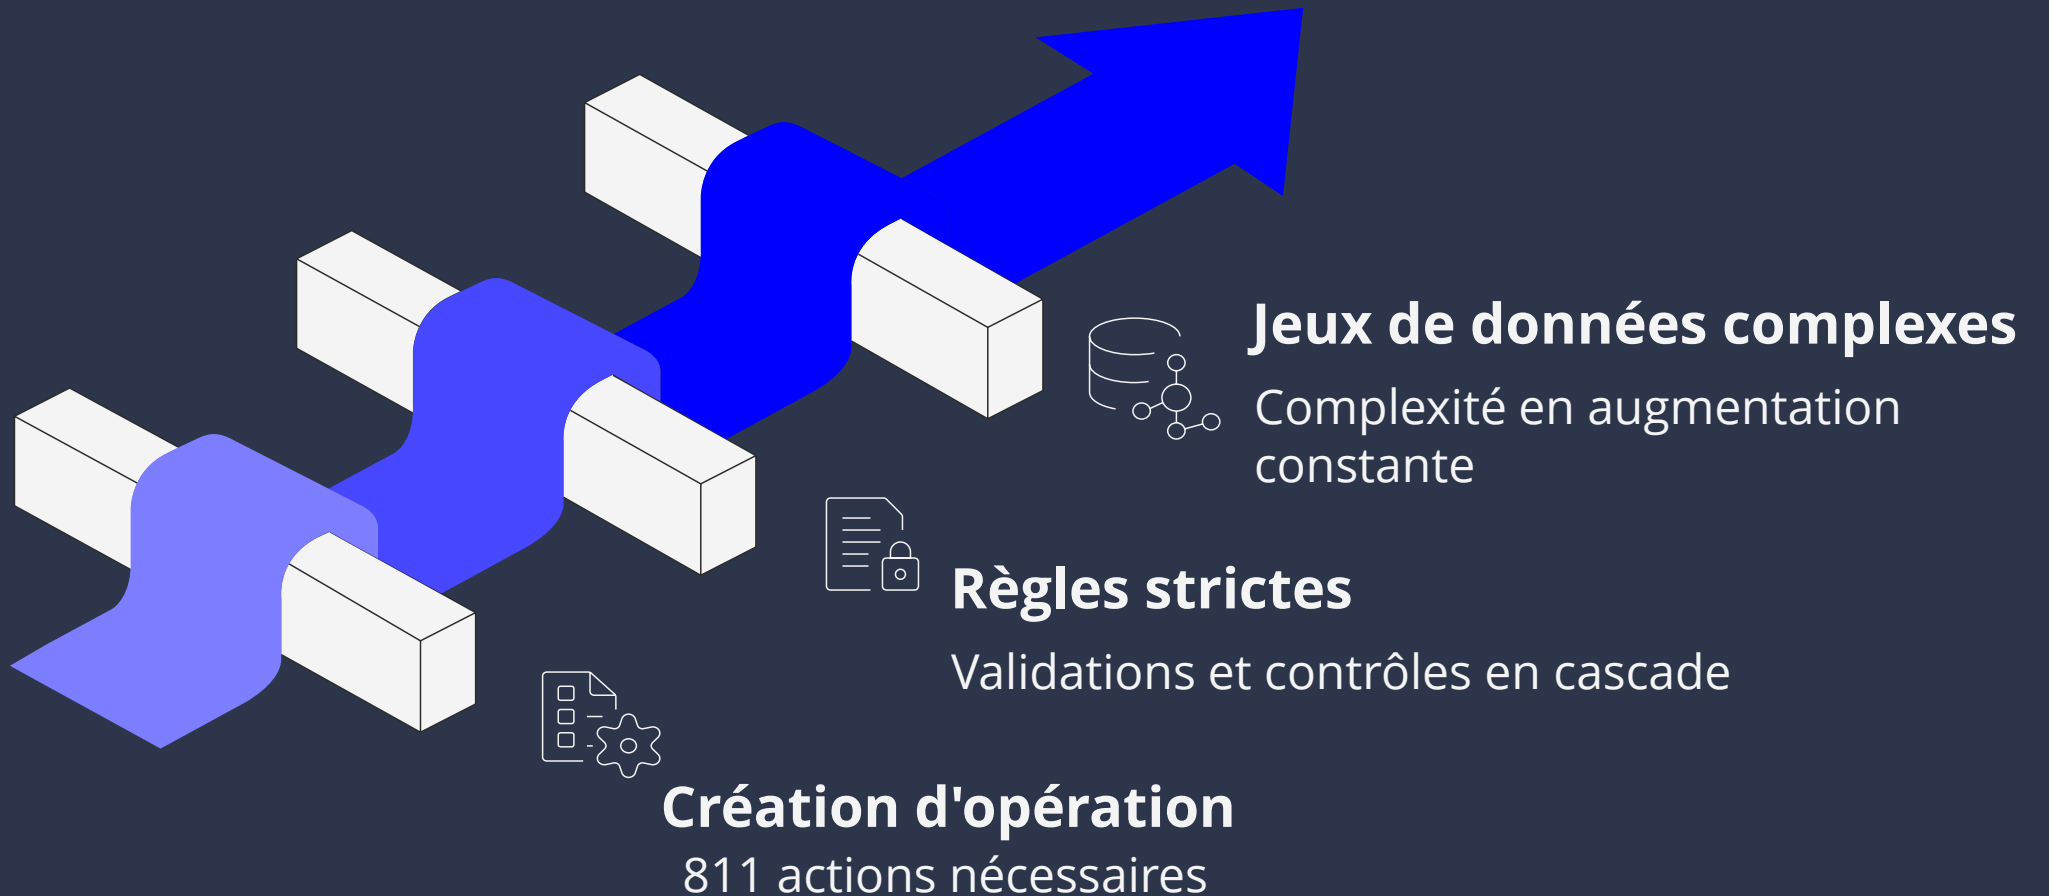 Jeux de données complexes
Complexité en augmentation
constante
Règles strictes
Validations et contrôles en cascade
Création d'opération
811 actions nécessaires